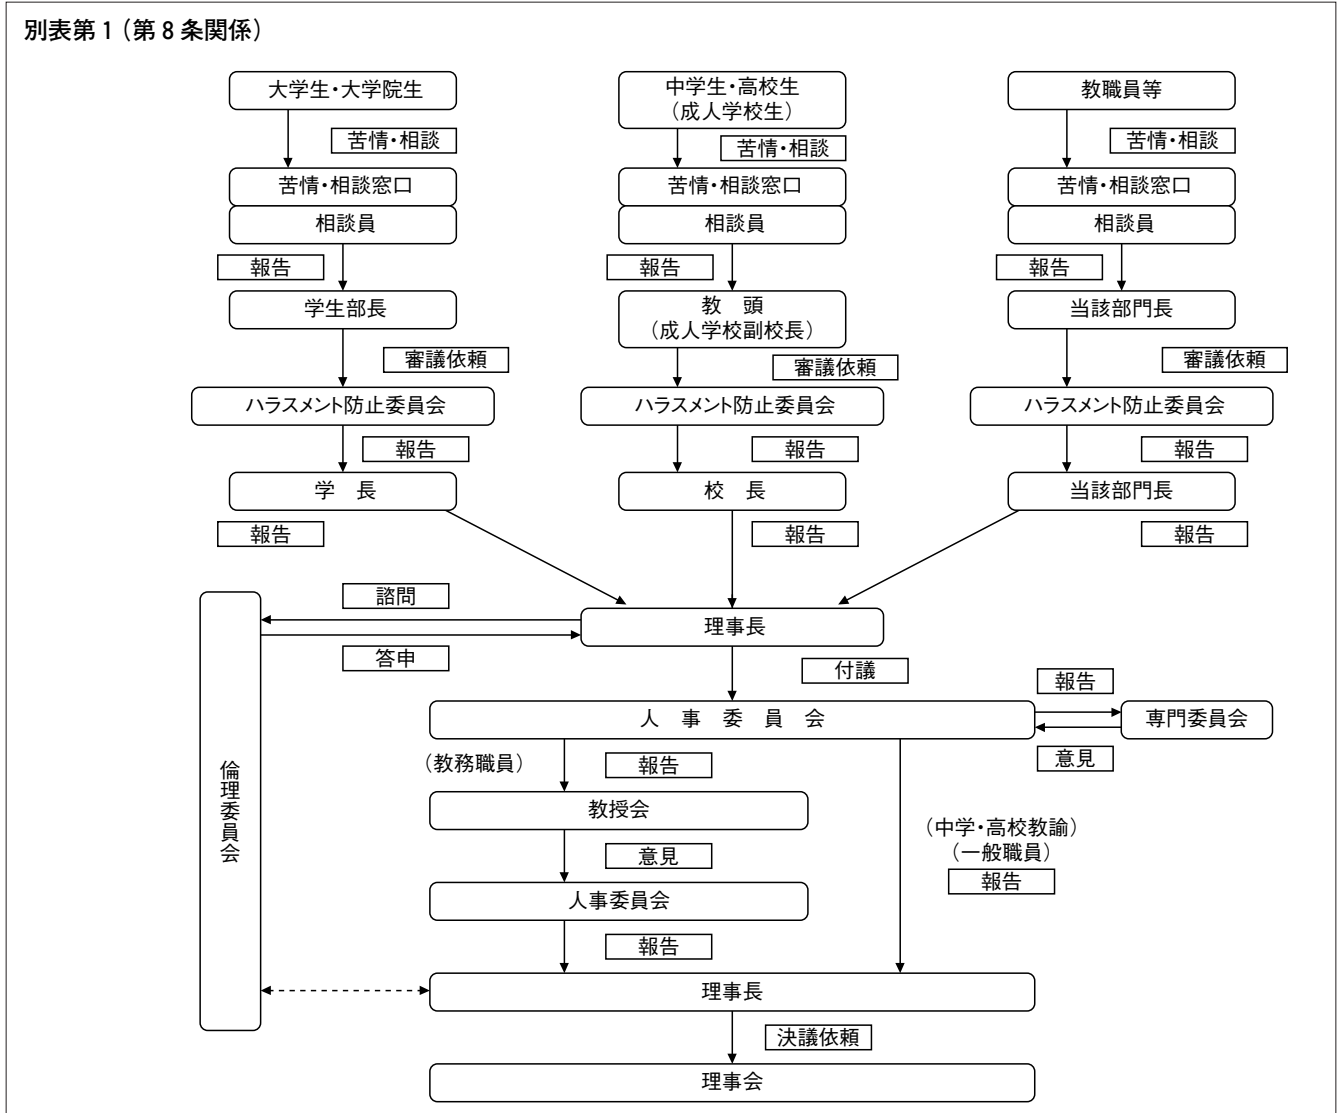 別表第1（第8条関係）
大学生・大学院生
中学生・高校生
（成人学校生）
教職員等
苦情・相談
苦情・相談
苦情・相談
苦情・相談窓口
苦情・相談窓口
苦情・相談窓口
相談員
相談員
相談員
報告
報告
報告
学生部長
教　頭
（成人学校副校長）
当該部門長
審議依頼
審議依頼
審議依頼
ハラスメント防止委員会
ハラスメント防止委員会
ハラスメント防止委員会
報告
報告
報告
学　長
校　長
当該部門長
報告
報告
報告
諮問
理事長
答申
付議
報告
人　事　委　員　会
専門委員会
意見
（教務職員）
報告
倫理委員会
教授会
（中学・高校教諭）
（一般職員）
報告
意見
人事委員会
報告
理事長
決議依頼
理事会